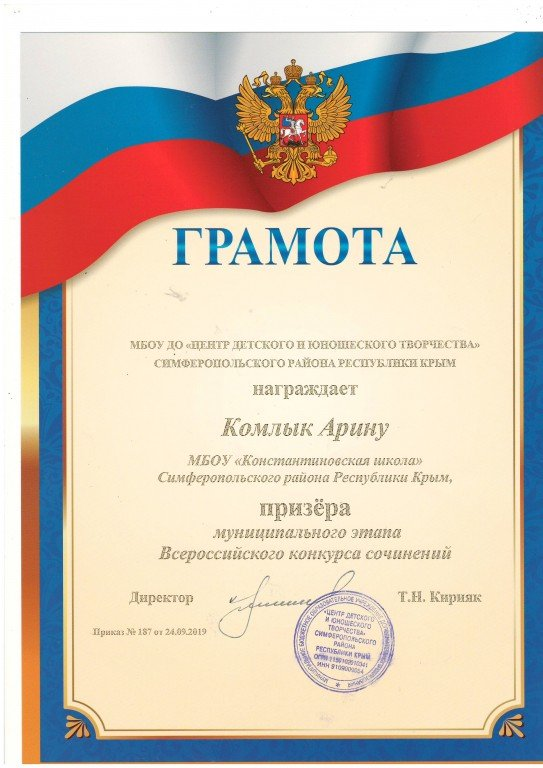 ГРАМОТА
МБОУ ДО «ЦЕНТР ДЕТСКОГО И ЮНОШЕСКОГО ТВОРЧЕСТВА»
СИМФЕРОПОЛЬСКОГО РАЙОНА РЕСПУБЛИКИ КРЫМ
награждает
Комлык Арину
МБОУ «Константиновская школа»
Симферопольского района Республики Крым,
призёра
муниципального этапа
Всероссийского конкурса сочинений
Директор Т.Н. Кирияк
Приказ № 187 от 24.09.2019
«ЦЕНТР ДЕТСКОГО
И ЮНОШЕСКОГО
ТВОРЧЕСТВА»
СИМФЕРОПОЛЬСКОГО
РАЙОНА
РЕСПУБЛИКИ КРЫМ